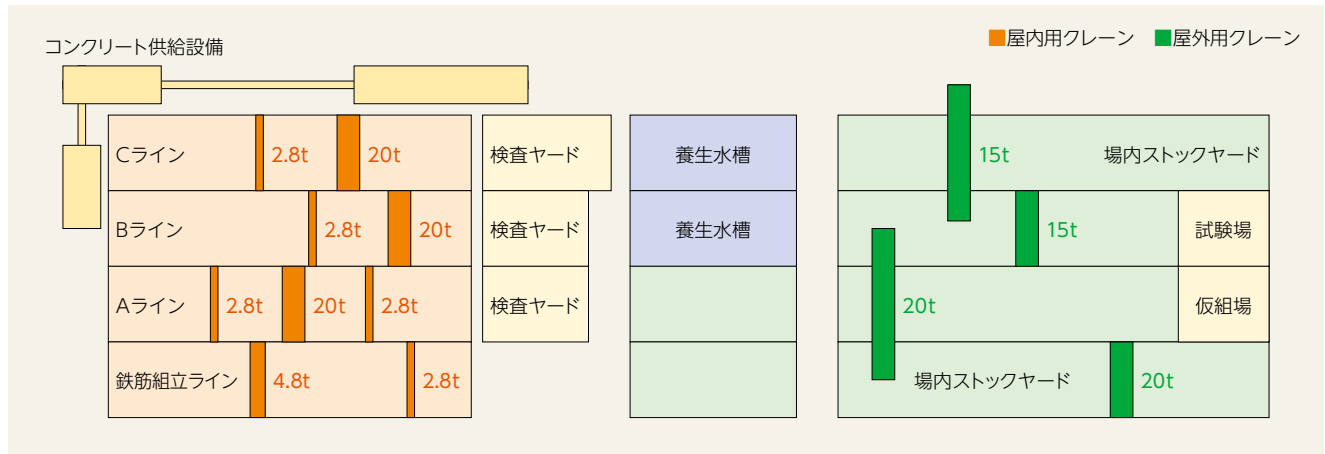 コンクリート供給設備
■屋内用クレーン ■屋外用クレーン
Cライン 2.8t 20t 検査ヤード 養生水槽 15t 場内ストックヤード
Bライン 2.8t 20t 検査ヤード 養生水槽 15t 試験場
Aライン 2.8t 20t 2.8t 検査ヤード 20t 仮組場
鉄筋組立ライン 4.8t 2.8t 場内ストックヤード 20t